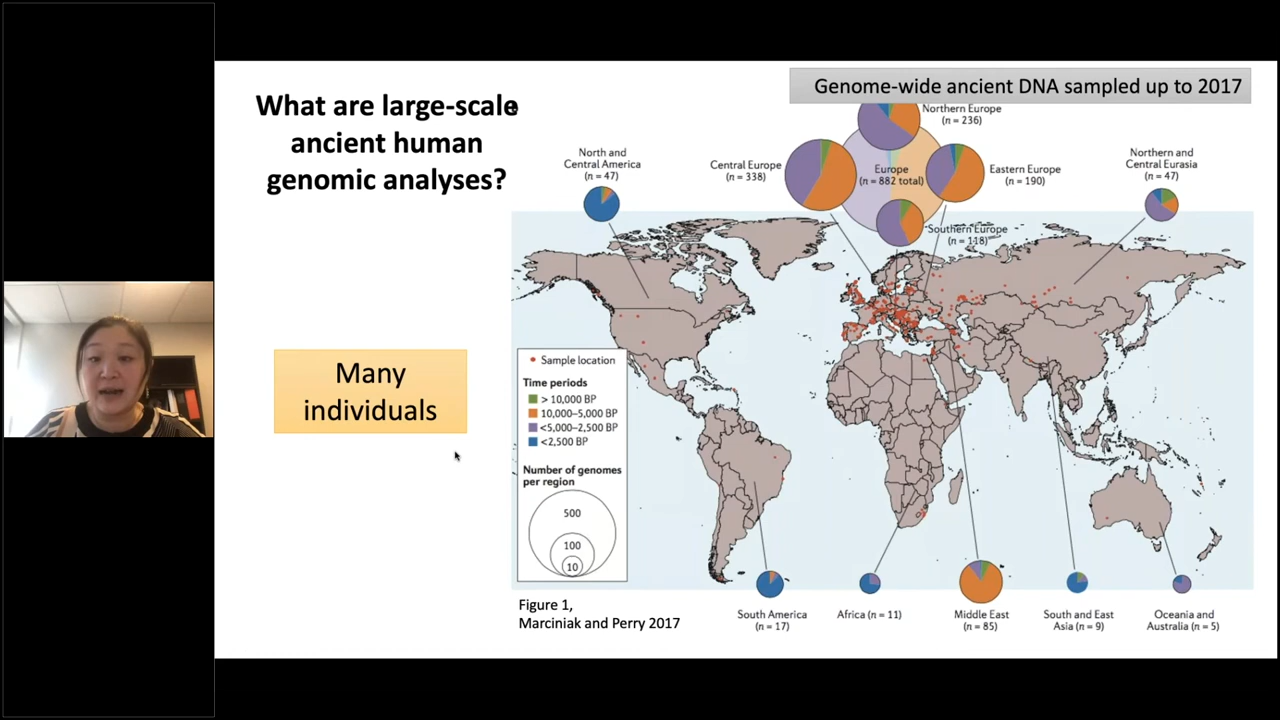 What are large-scale
ancient human
genomic analyses?
Many
individuals
Genome-wide ancient DNA sampled up to 2017
Northern Europe
(n = 236)
North and
Central America
(n = 47)
Central Europe
(n = 338)
Europe
(n = 882 total)
Eastern Europe
(n = 190)
Northern and
Central Eurasia
(n = 47)
Southern Europe
(n = 118)
Sample location
Time periods
> 10,000 BP
10,000–5,000 BP
<5,000–2,500 BP
<2,500 BP
Number of genomes
per region
500
100
10
Figure 1,
Marciniak and Perry 2017
South America
(n = 17)
Africa (n = 11)
Middle East
(n = 85)
South and East
Asia (n = 9)
Oceania and
Australia (n = 5)